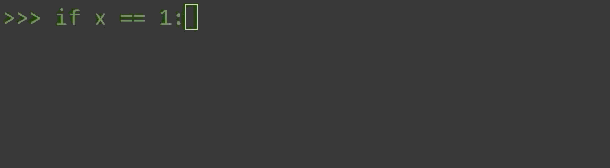 >>> if x == 1: